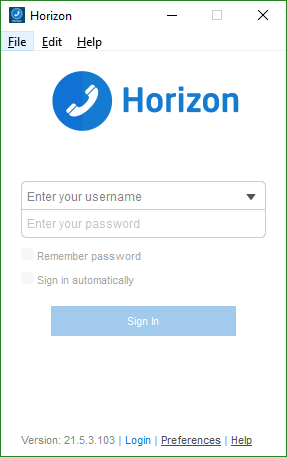 Horizon
File Edit Help
Horizon
Enter your username
Enter your password
Remember password
Sign in automatically
Sign In
Version: 21.5.3.103 | Login | Preferences | Help